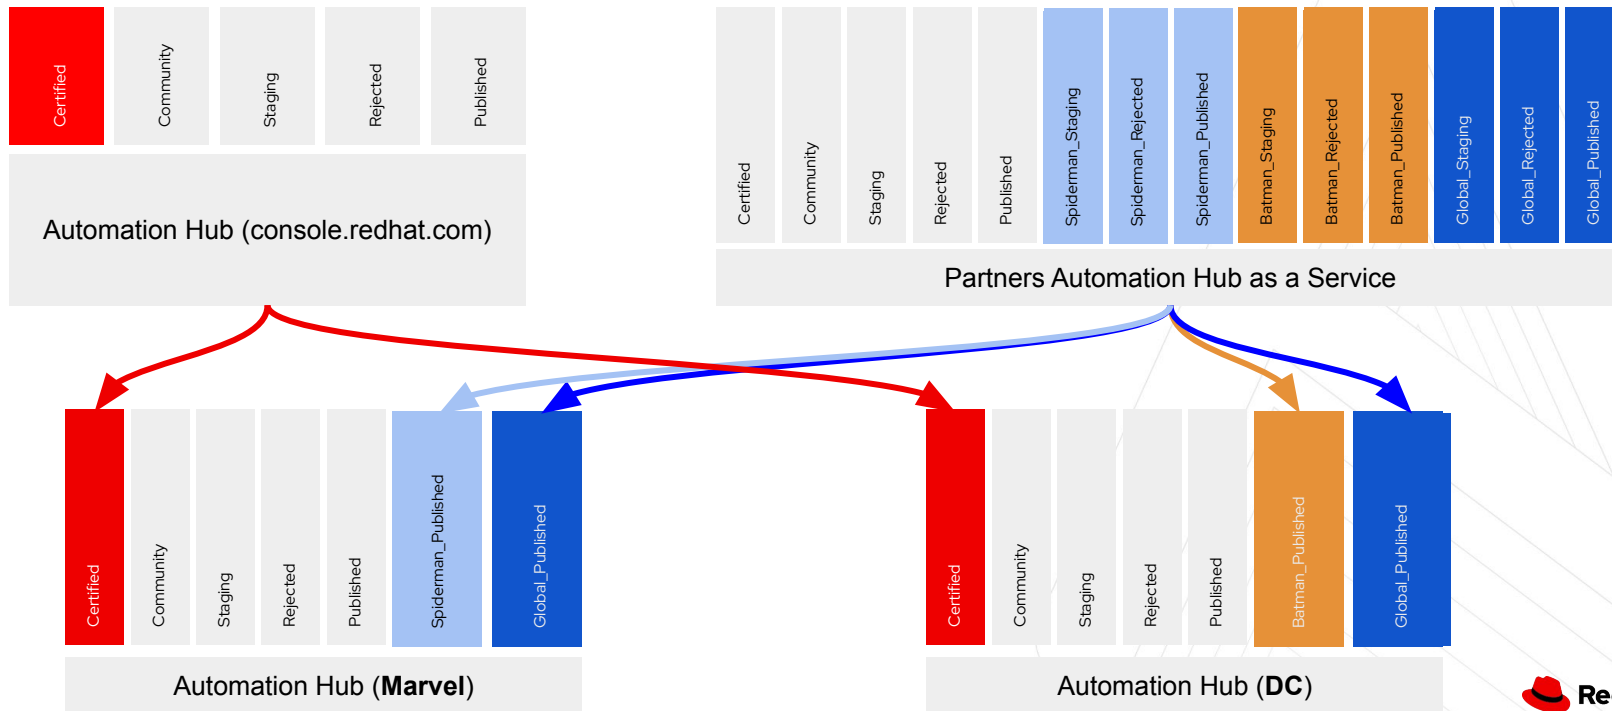 Certified
Community
Staging
Rejected
Published
Automation Hub (console.redhat.com)
Certified
Community
Staging
Rejected
Published
Spiderman_Staging
Spiderman_Rejected
Spiderman_Published
Batman_Staging
Batman_Rejected
Batman_Published
Global_Staging
Global_Rejected
Global_Published
Partners Automation Hub as a Service
Certified
Community
Staging
Rejected
Published
Spiderman_Published
Global_Published
Automation Hub (Marvel)
Certified
Community
Staging
Rejected
Published
Batman_Published
Global_Published
Automation Hub (DC)